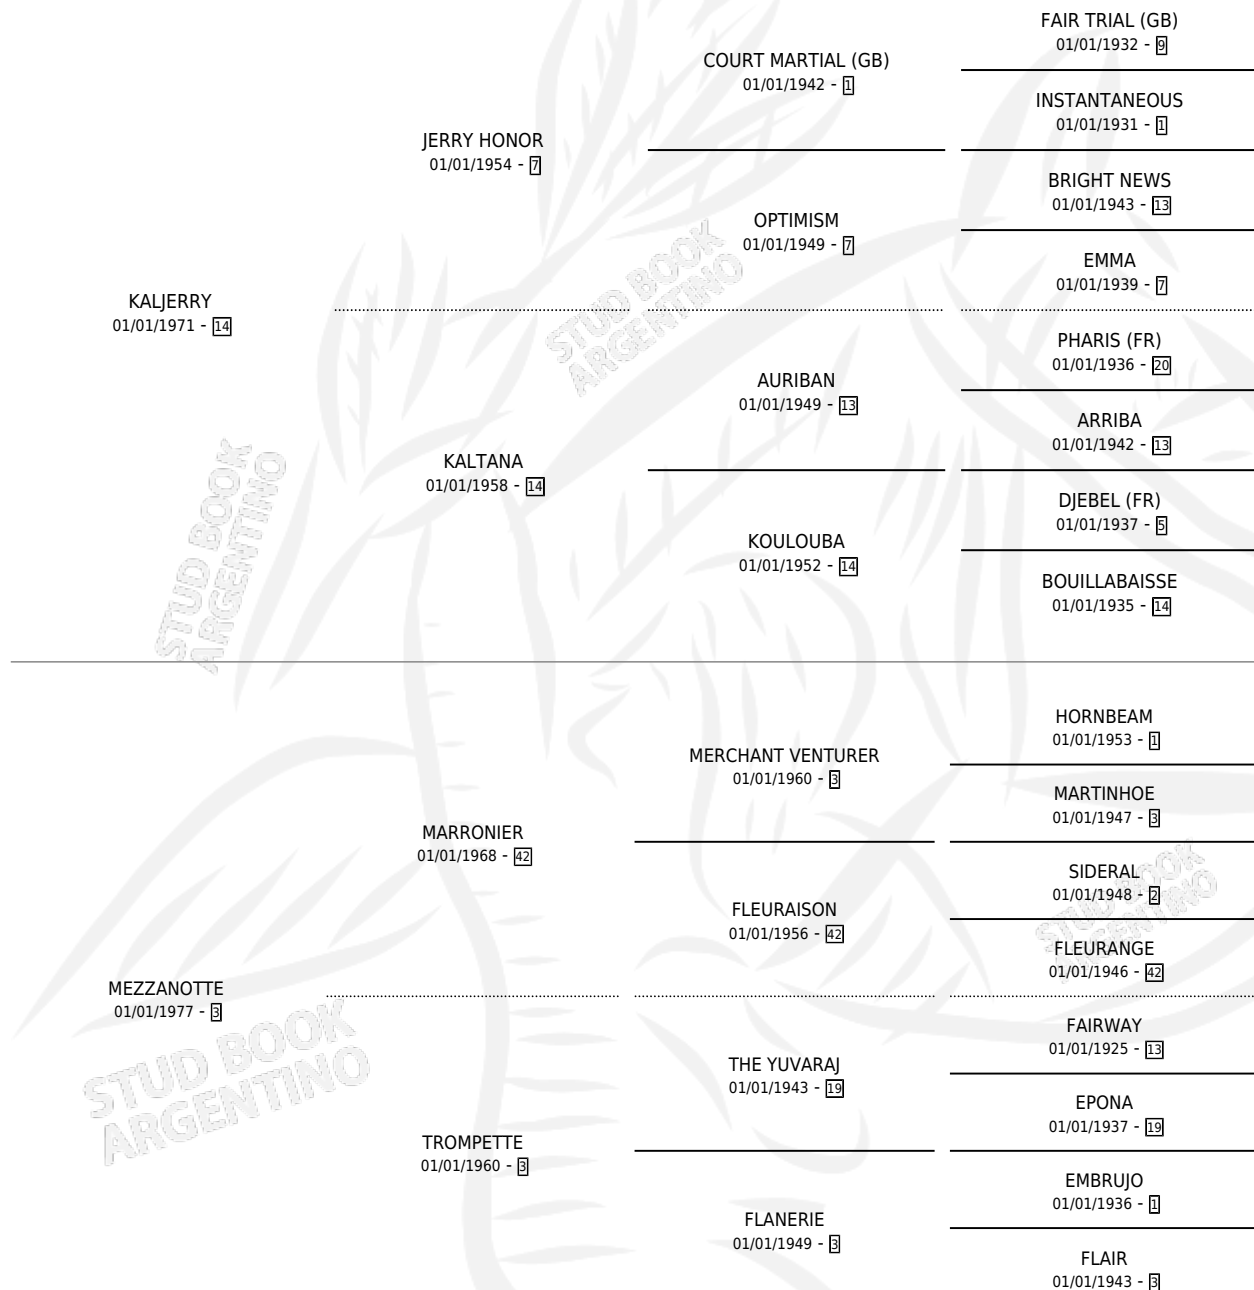 FAIR TRIAL (GB)
01/01/1932 - 9
COURT MARTIAL (GB)
01/01/1942 - 1
INSTANTANEOUS
01/01/1931 - 1
JERRY HONOR
01/01/1954 - 7
BRIGHT NEWS
01/01/1943 - 13
OPTIMISM
01/01/1949 - 7
EMMA
01/01/1939 - 7
KALJERRY
01/01/1971 - 14
PHARIS (FR)
01/01/1936 - 20
AURIBAN
01/01/1949 - 13
ARRIBA
01/01/1942 - 13
KALTANA
01/01/1958 - 14
DJEBEL (FR)
01/01/1937 - 5
KOULOUBA
01/01/1952 - 14
BOUILLABAISSE
01/01/1935 - 14
HORNBEAM
01/01/1953 - 1
MERCHANT VENTURER
01/01/1960 - 3
MARTINHOE
01/01/1947 - 3
MARRONIER
01/01/1968 - 42
SIDERAL
01/01/1948 - 2
FLEURAISON
01/01/1956 - 42
FLEURANGE
01/01/1946 - 42
MEZZANOTTE
01/01/1977 - 3
FAIRWAY
01/01/1925 - 13
THE YUVARAJ
01/01/1943 - 19
EPONA
01/01/1937 - 19
TROMPETTE
01/01/1960 - 3
EMBRUJO
01/01/1936 - 1
FLANERIE
01/01/1949 - 3
FLAIR
01/01/1943 - 3
STUD BOOK
ARGENTINO
STUD BOOK
ARGENTINO
STUD BOOK
ARGENTINO
STUD BOOK
ARGENTINO